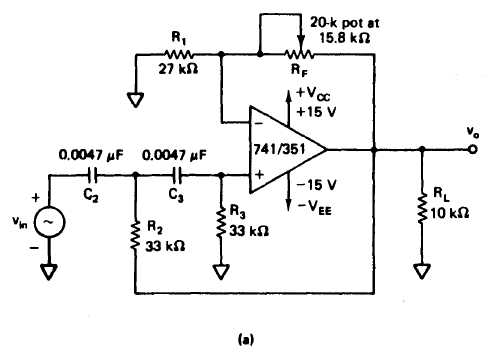 20-k pot at
15.8 kΩ
R1
27 kΩ
RF
+VCC
+15 V
−
741/351
+
−15 V
−VEE
vo
0.0047 μF
0.0047 μF
C2
C3
+
vin
~
−
R2
33 kΩ
R3
33 kΩ
RL
10 kΩ
(a)